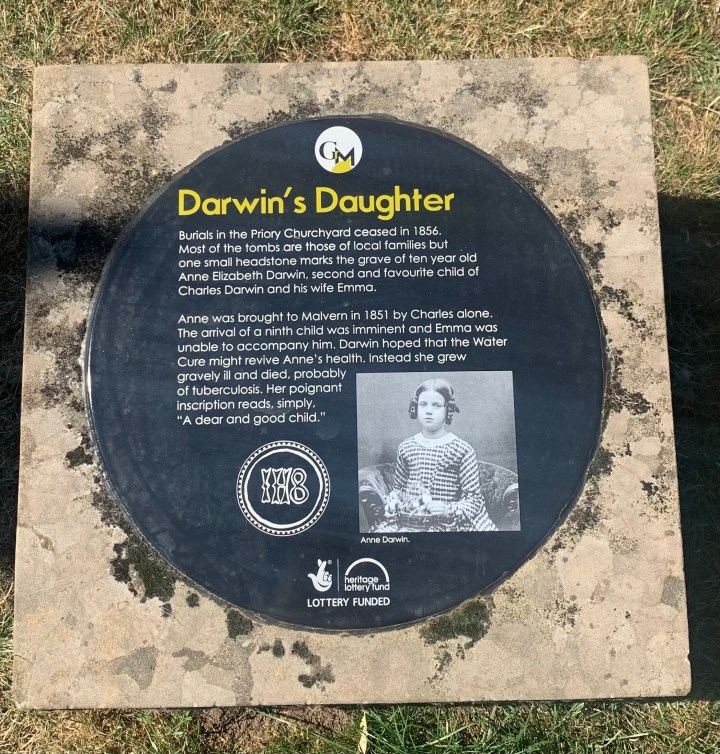 GM
Darwin's Daughter
Burials in the Priory Churchyard ceased in 1856.
Most of the tombs are those of local families but
one small headstone marks the grave of ten year old
Anne Elizabeth Darwin, second and favourite child of
Charles Darwin and his wife Emma.
Anne was brought to Malvern in 1851 by Charles alone.
The arrival of a ninth child was imminent and Emma was
unable to accompany him. Darwin hoped that the Water
Cure might revive Anne's health. Instead she grew
gravely ill and died, probably
of tuberculosis. Her poignant
inscription reads, simply,
"A dear and good child."
IHS
Anne Darwin.
heritage
lottery fund
LOTTERY FUNDED